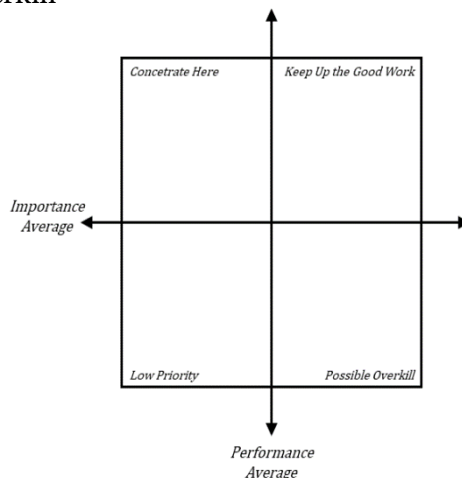 Concetrate Here
Keep Up the Good Work
Importance
Average
Low Priority
Possible Overkill
Performance
Average